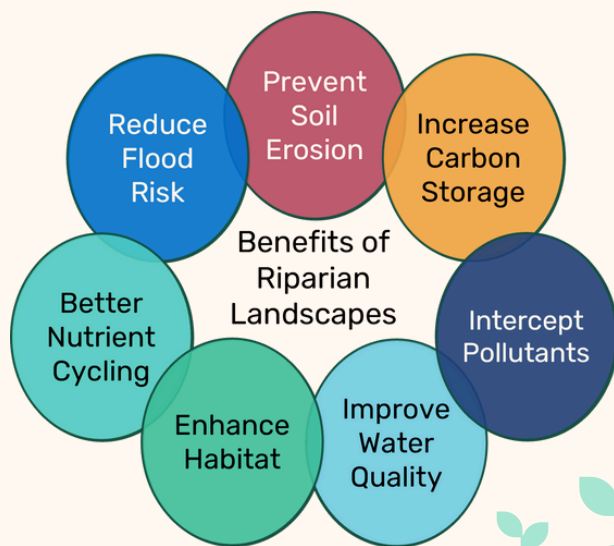 Prevent
Soil
Erosion
Increase
Carbon
Storage
Intercept
Pollutants
Improve
Water
Quality
Enhance
Habitat
Better
Nutrient
Cycling
Reduce
Flood
Risk
Benefits of
Riparian
Landscapes